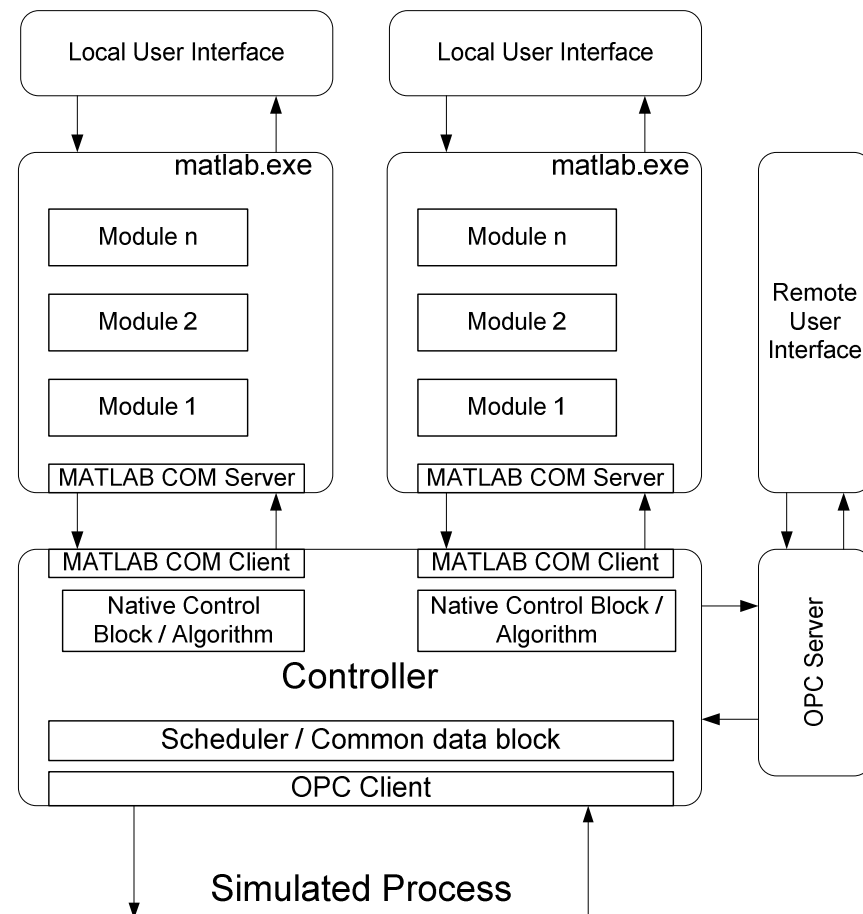 Local User Interface
Local User Interface
matlab.exe
Module n
Module 2
Module 1
MATLAB COM Server
matlab.exe
Module n
Module 2
Module 1
MATLAB COM Server
Remote
User
Interface
MATLAB COM Client
MATLAB COM Client
Native Control
Block / Algorithm
Native Control Block /
Algorithm
Controller
Scheduler / Common data block
OPC Client
OPC Server
Simulated Process